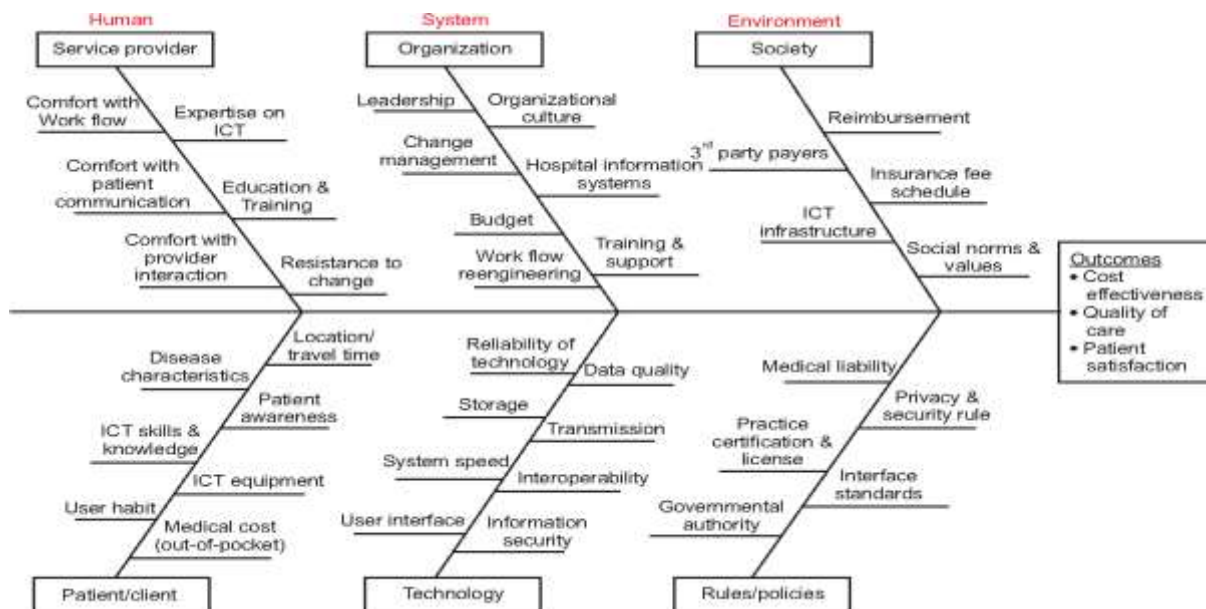 Human
System
Environment
Service provider
Organization
Society
Comfort with
Work flow
Expertise on
ICT
Comfort with
patient
communication
Education &
Training
Comfort with
provider
interaction
Resistance to
change
Leadership
Organizational
culture
Change
management
Hospital information
systems
Budget
Work flow
reengineering
Training &
support
Reimbursement
3rd party payers
Insurance fee
schedule
ICT
infrastructure
Social norms &
values
Outcomes
• Cost
effectiveness
• Quality of
care
• Patient
satisfaction
Location/
travel time
Disease
characteristics
Patient
awareness
ICT skills &
knowledge
ICT equipment
User habit
Medical cost
(out-of-pocket)
Reliability of
technology
Data quality
Storage
Transmission
System speed
Interoperability
User interface
Information
security
Medical liability
Privacy &
security rule
Practice
certification &
license
Interface
standards
Governmental
authority
Patient/client
Technology
Rules/policies